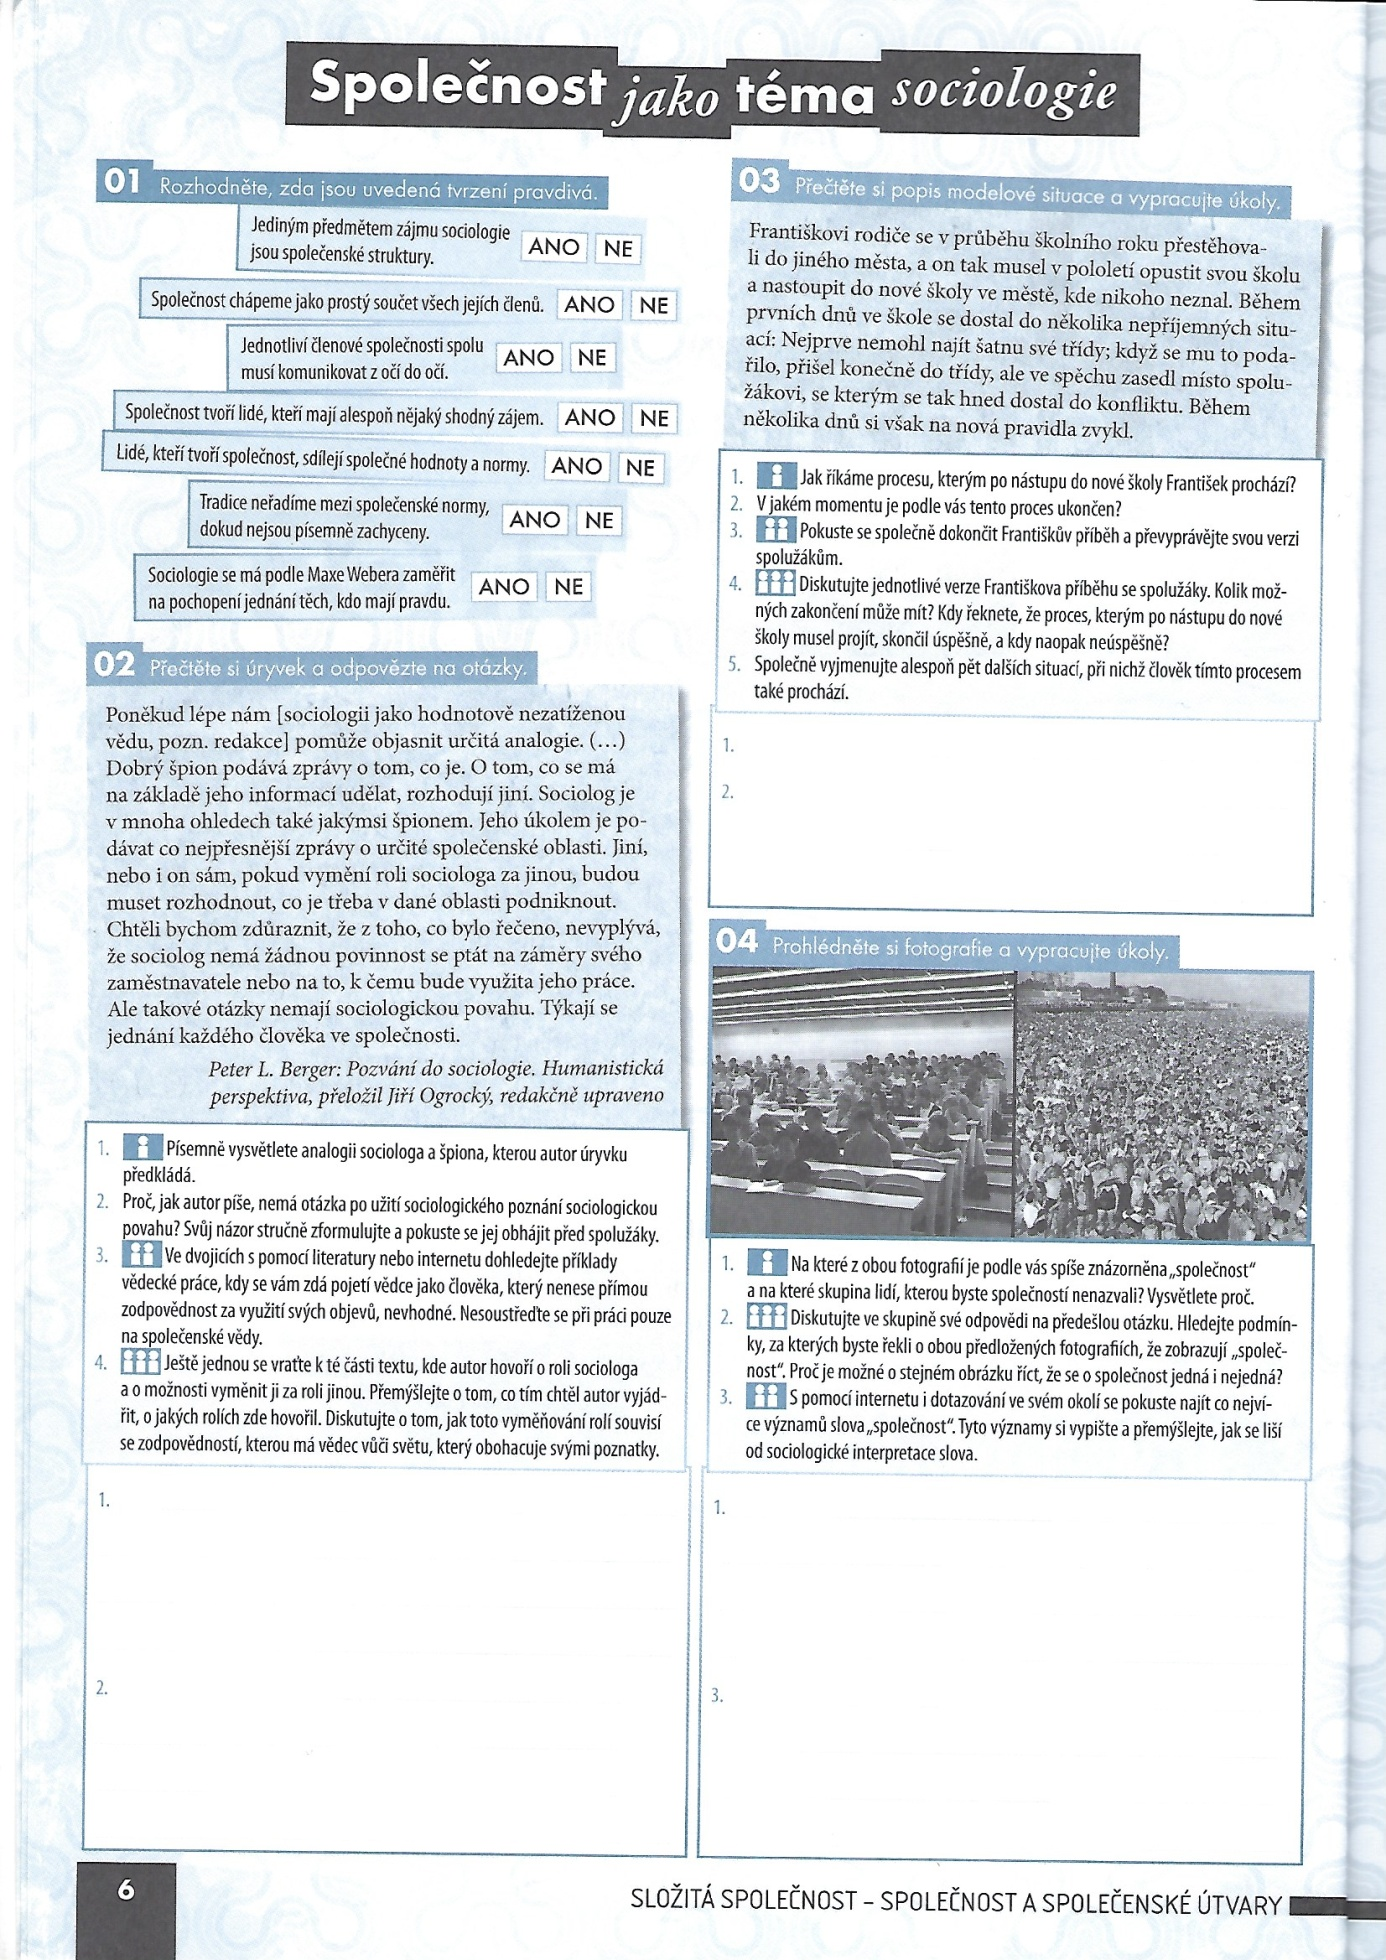 Společnost jako téma sociologie
01 Rozhodněte, zda jsou uvedená tvrzení pravdivá.
Jediným předmětem zájmu sociologie
jsou společenské struktury.
ANO NE
Společnost chápeme jako prostý součet všech jejích členů. ANO NE
Jednotliví členové společnosti spolu
musí komunikovat z očí do očí.
ANO NE
Společnost tvoří lidé, kteří mají alespoň nějaký shodný zájem. ANO NE
Lidé, kteří tvoří společnost, sdílejí společné hodnoty a normy. ANO NE
Tradice neřadíme mezi společenské normy,
dokud nejsou písemně zachyceny.
ANO NE
Sociologie se má podle Maxe Webera zaměřit
na pochopení jednání těch, kdo mají pravdu.
ANO NE
02 Přečtěte si úryvek a odpovězte na otázky.
Poněkud lépe nám [sociologii jako hodnotově nezatíženou
vědu, pozn. redakce] pomůže objasnit určitá analogie. (…)
Dobrý špion podává zprávy o tom, co je. O tom, co se má
na základě jeho informací udělat, rozhodují jiní. Sociolog je
v mnoha ohledech také jakýmsi špionem. Jeho úkolem je po-
dávat co nejpřesnější zprávy o určité společenské oblasti. Jiní,
nebo i on sám, pokud vymění roli sociologa za jinou, budou
muset rozhodnout, co je třeba v dané oblasti podniknout.
Chtěli bychom zdůraznit, že z toho, co bylo řečeno, nevyplývá,
že sociolog nemá žádnou povinnost se ptát na záměry svého
zaměstnavatele nebo na to, k čemu bude využita jeho práce.
Ale takové otázky nemají sociologickou povahu. Týkají se
jednání každého člověka ve společnosti.
Peter L. Berger: Pozvání do sociologie. Humanistická
perspektiva, přeložil Jiří Ogrocký, redakčně upraveno
1. Písemně vysvětlete analogii sociologa a špiona, kterou autor úryvku
předkládá.
2. Proč, jak autor píše, nemá otázka po užití sociologického poznání sociologickou
povahu? Svůj názor stručně zformulujte a pokuste se jej obhájit před spolužáky.
3. Ve dvojicích s pomocí literatury nebo internetu dohledejte příklady
vědecké práce, kdy se vám zdá pojetí vědce jako člověka, který nenese přímou
zodpovědnost za využití svých objevů, nevhodné. Nesoustřeďte se při práci pouze
na společenské vědy.
4. Ještě jednou se vraťte k té části textu, kde autor hovoří o roli sociologa
a o možnosti vyměnit ji za roli jinou. Přemýšlejte o tom, co tím chtěl autor vyjád-
řit, o jakých rolích zde hovořil. Diskutujte o tom, jak toto vyměňování rolí souvisí
se zodpovědností, kterou má vědec vůči světu, který obohacuje svými poznatky.
1.
2.
03 Přečtěte si popis modelové situace a vypracujte úkoly.
Františkovi rodiče se v průběhu školního roku přestěhova-
li do jiného města, a on tak musel v pololetí opustit svou školu
a nastoupit do nové školy ve městě, kde nikoho neznal. Během
prvních dnů ve škole se dostal do několika nepříjemných situ-
ací: Nejprve nemohl najít šatnu své třídy; když se mu to poda-
řilo, přišel konečně do třídy, ale ve spěchu zasedl místo spolu-
žákovi, se kterým se tak hned dostal do konfliktu. Během
několika dnů si však na nová pravidla zvykl.
1. Jak říkáme procesu, kterým po nástupu do nové školy František prochází?
2. V jakém momentu je podle vás tento proces ukončen?
3. Pokuste se společně dokončit Františkův příběh a převyprávějte svou verzi
spolužákům.
4. Diskutujte jednotlivé verze Františkova příběhu se spolužáky. Kolik mož-
ných zakončení může mít? Kdy řeknete, že proces, kterým po nástupu do nové
školy musel projít, skončil úspěšně, a kdy naopak neúspěšně?
5. Společně vyjmenujte alespoň pět dalších situací, při nichž člověk tímto procesem
také prochází.
1.
2.
04 Prohlédněte si fotografie a vypracujte úkoly.
1. Na které z obou fotografií je podle vás spíše znázorněna „společnost“
a na které skupina lidí, kterou byste společností nenazvali? Vysvětlete proč.
2. Diskutujte ve skupině své odpovědi na předešlou otázku. Hledejte podmín-
ky, za kterých byste řekli o obou předložených fotografiích, že zobrazují „společ-
nost“. Proč je možné o stejném obrázku říct, že se o společnost jedná i nejedná?
3. S pomocí internetu i dotazování ve svém okolí se pokuste najít co nejví-
ce významů slova „společnost“. Tyto významy si vypište a přemýšlejte, jak se liší
od sociologické interpretace slova.
1.
3.
6
SLOŽITÁ SPOLEČNOST – SPOLEČNOST A SPOLEČENSKÉ ÚTVARY